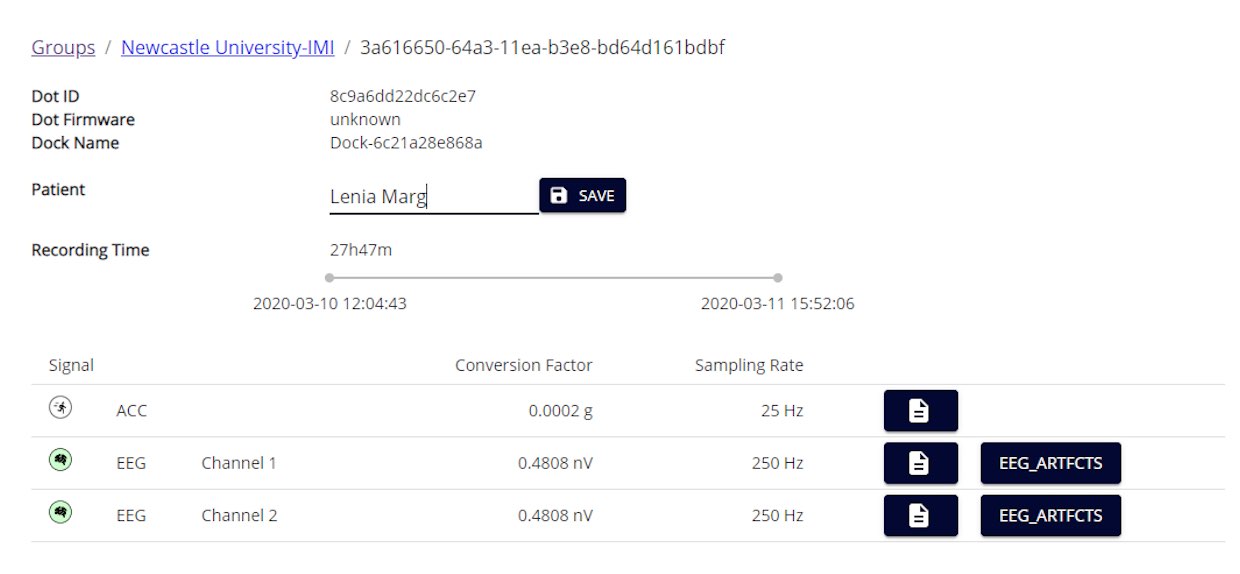 Groups / Newcastle University-IMI / 3a616650-64a3-11ea-b3e8-bd64d161bdbf
Dot ID 8c9a6dd22dc6c2e7
Dot Firmware unknown
Dock Name Dock-6c21a28e868a
Patient Lenia Marg SAVE
Recording Time 27h47m
2020-03-10 12:04:43 2020-03-11 15:52:06
Signal Conversion Factor Sampling Rate
ACC 0.0002 g 25 Hz
EEG Channel 1 0.4808 nV 250 Hz EEG_ARTFCTS
EEG Channel 2 0.4808 nV 250 Hz EEG_ARTFCTS